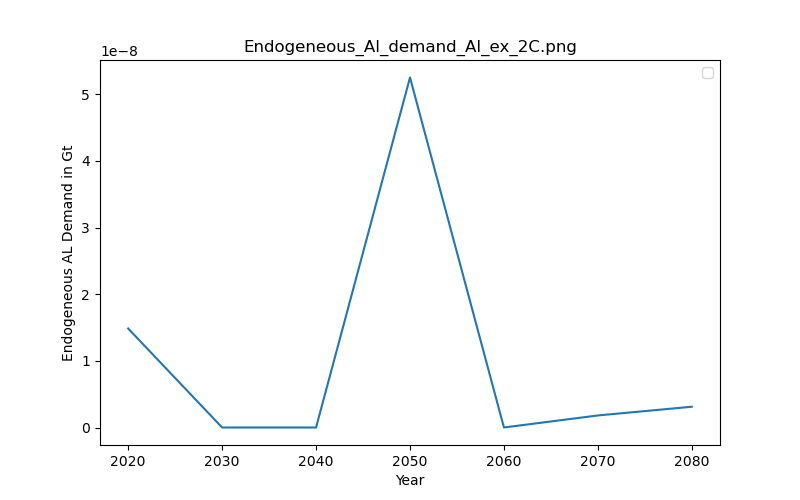 Endogeneous_Al_demand_Al_ex_2C.png
1e−8
5
4
3
2
1
0
Endogeneous AL Demand in Gt
2020 2030 2040 2050 2060 2070 2080
Year